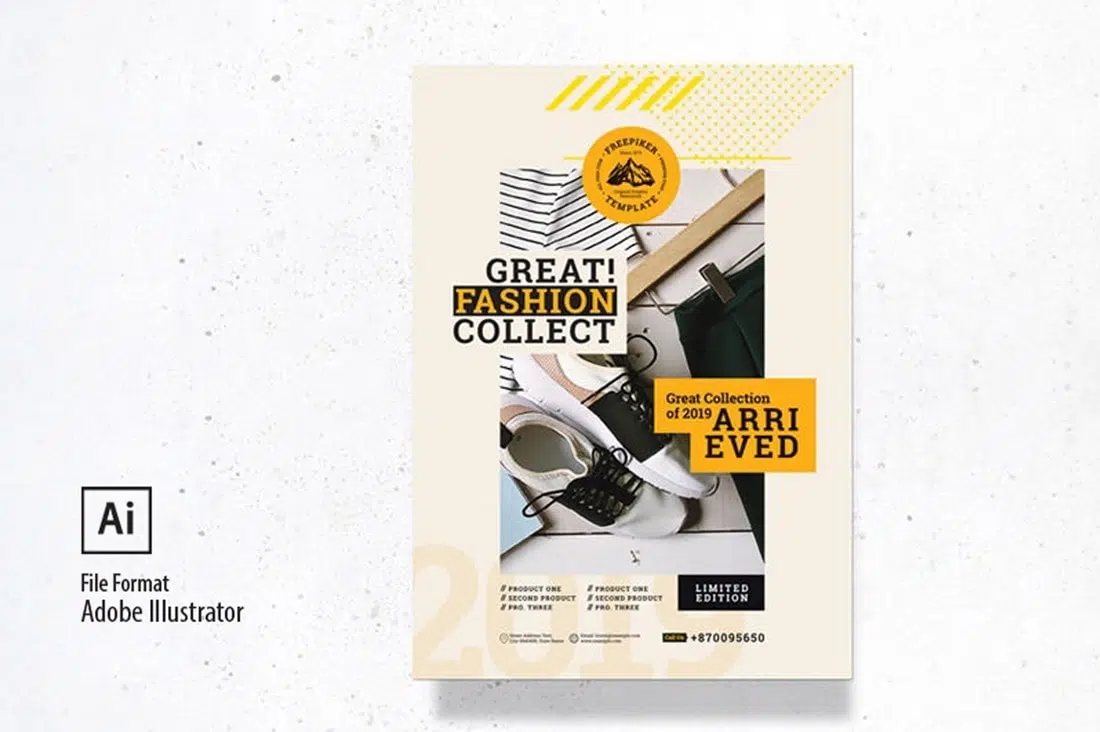 FREEPIKER
TEMPLATE
GREAT!
FASHION
COLLECT
Great Collection
of 2019
ARRI
EVED
2019
// PRODUCT ONE
// SECOND PRODUCT
// PRO. THREE
// PRODUCT ONE
// SECOND PRODUCT
// PRO. THREE
LIMITED
EDITION
Call Us +870095650
Ai
File Format
Adobe Illustrator